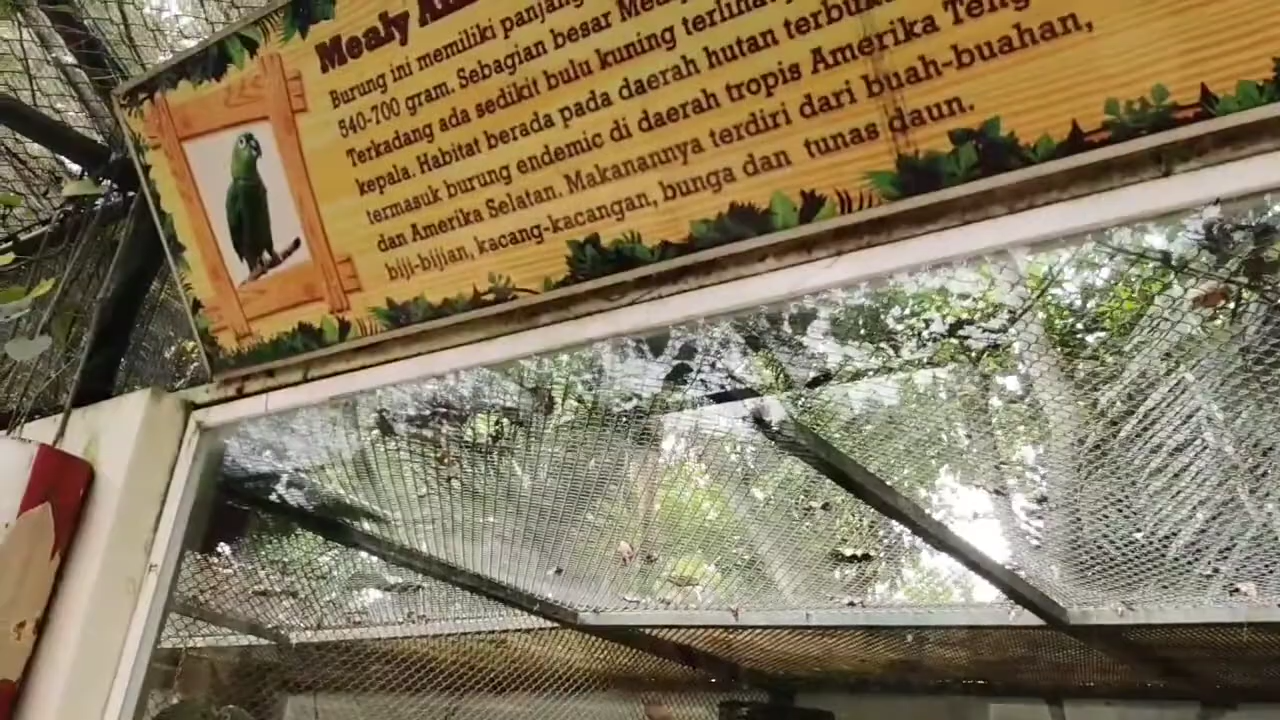 Mealy
Burung ini memiliki panjang
540-700 gram. Sebagian besar
Terkadang ada sedikit bulu kuning
kepala. Habitat berada pada daerah hutan
termasuk burung endemic di daerah tropis Amerika
dan Amerika Selatan. Makanannya terdiri dari buah-buahan,
biji-bijian, kacang-kacangan, bunga dan tunas daun.